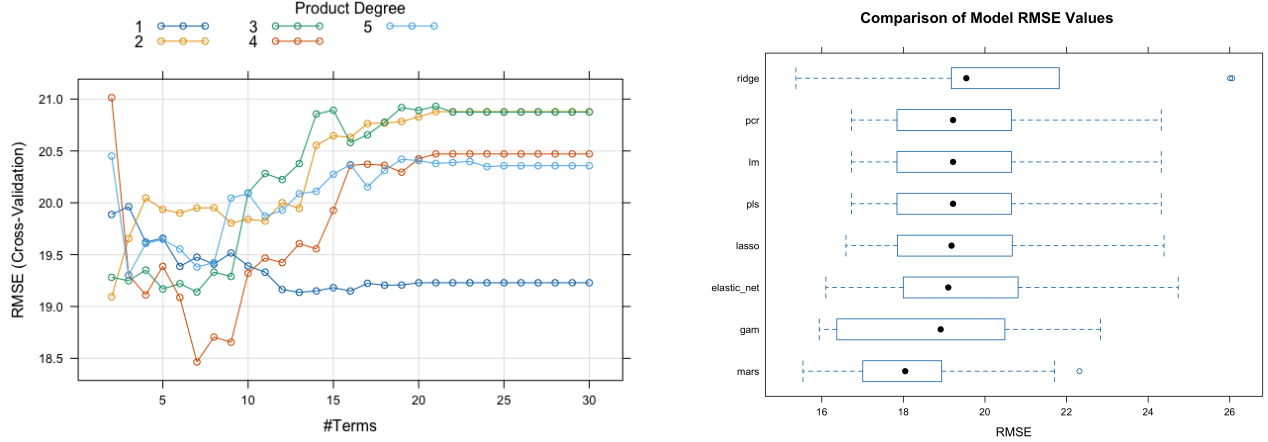 Product Degree
1 3 5
2 4
RMSE (Cross-Validation)
21.0
20.5
20.0
19.5
19.0
18.5
5 10 15 20 25 30
#Terms
Comparison of Model RMSE Values
ridge
pcr
lm
pls
lasso
elastic_net
gam
mars
16 18 20 22 24 26
RMSE